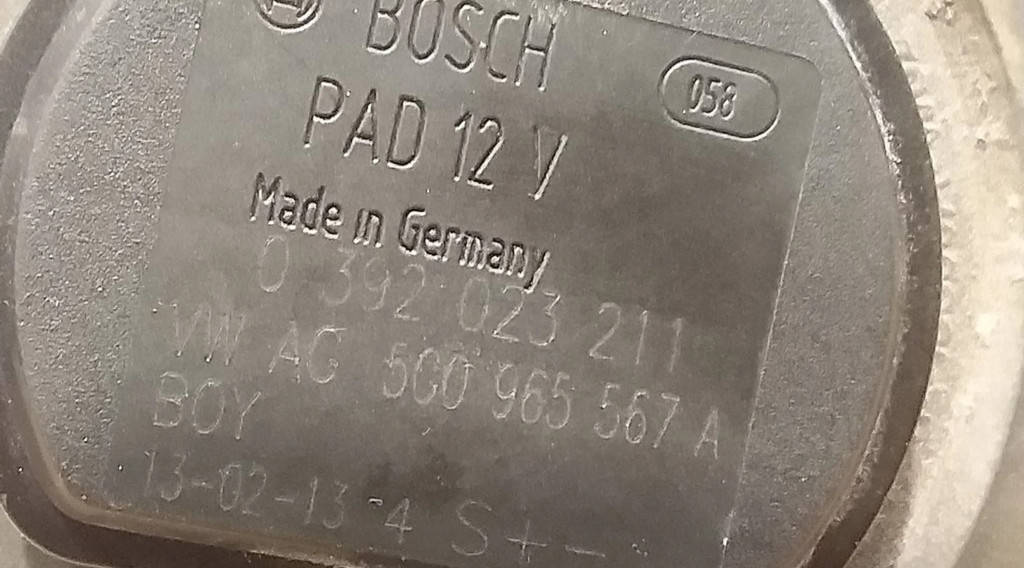 BOSCH
058
PAD 12 V
Made in Germany
0 392 023 211
VW AG 5G0 965 567 A
BOY
13-02-13-4 S + -